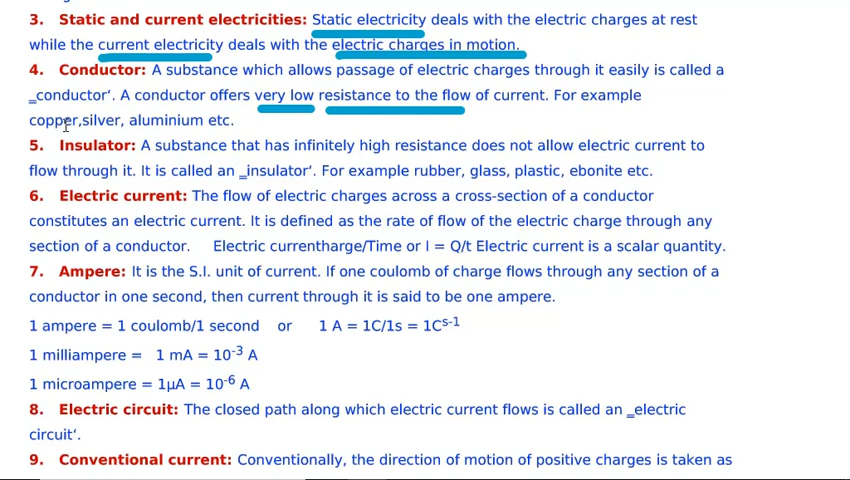 3. Static and current electricities: Static electricity deals with the electric charges at rest
while the current electricity deals with the electric charges in motion.
4. Conductor: A substance which allows passage of electric charges through it easily is called a
‗conductor‘. A conductor offers very low resistance to the flow of current. For example
copper,silver, aluminium etc.
5. Insulator: A substance that has infinitely high resistance does not allow electric current to
flow through it. It is called an ‗insulator‘. For example rubber, glass, plastic, ebonite etc.
6. Electric current: The flow of electric charges across a cross-section of a conductor
constitutes an electric current. It is defined as the rate of flow of the electric charge through any
section of a conductor. Electric currentharge/Time or I = Q/t Electric current is a scalar quantity.
7. Ampere: It is the S.I. unit of current. If one coulomb of charge flows through any section of a
conductor in one second, then current through it is said to be one ampere.
1 ampere = 1 coulomb/1 second or 1 A = 1C/1s = 1Cs-1
1 milliampere = 1 mA = 10-3 A
1 microampere = 1µA = 10-6 A
8. Electric circuit: The closed path along which electric current flows is called an ‗electric
circuit‘.
9. Conventional current: Conventionally, the direction of motion of positive charges is taken as